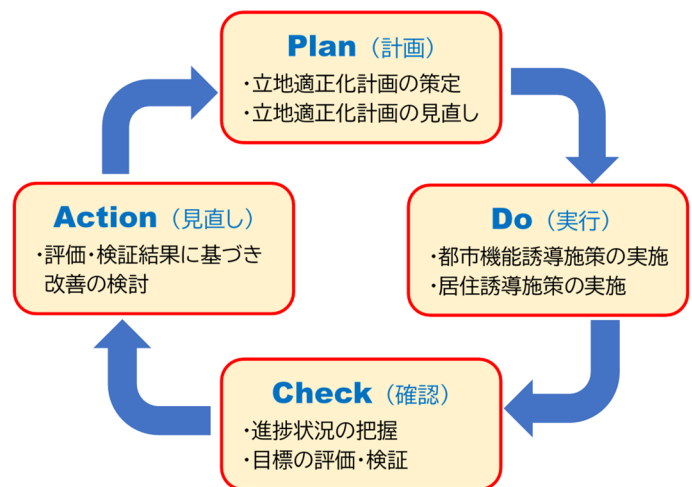 Plan（計画）
・立地適正化計画の策定
・立地適正化計画の見直し
Do（実行）
・都市機能誘導施策の実施
・居住誘導施策の実施
Check（確認）
・進捗状況の把握
・目標の評価・検証
Action（見直し）
・評価・検証結果に基づき
改善の検討